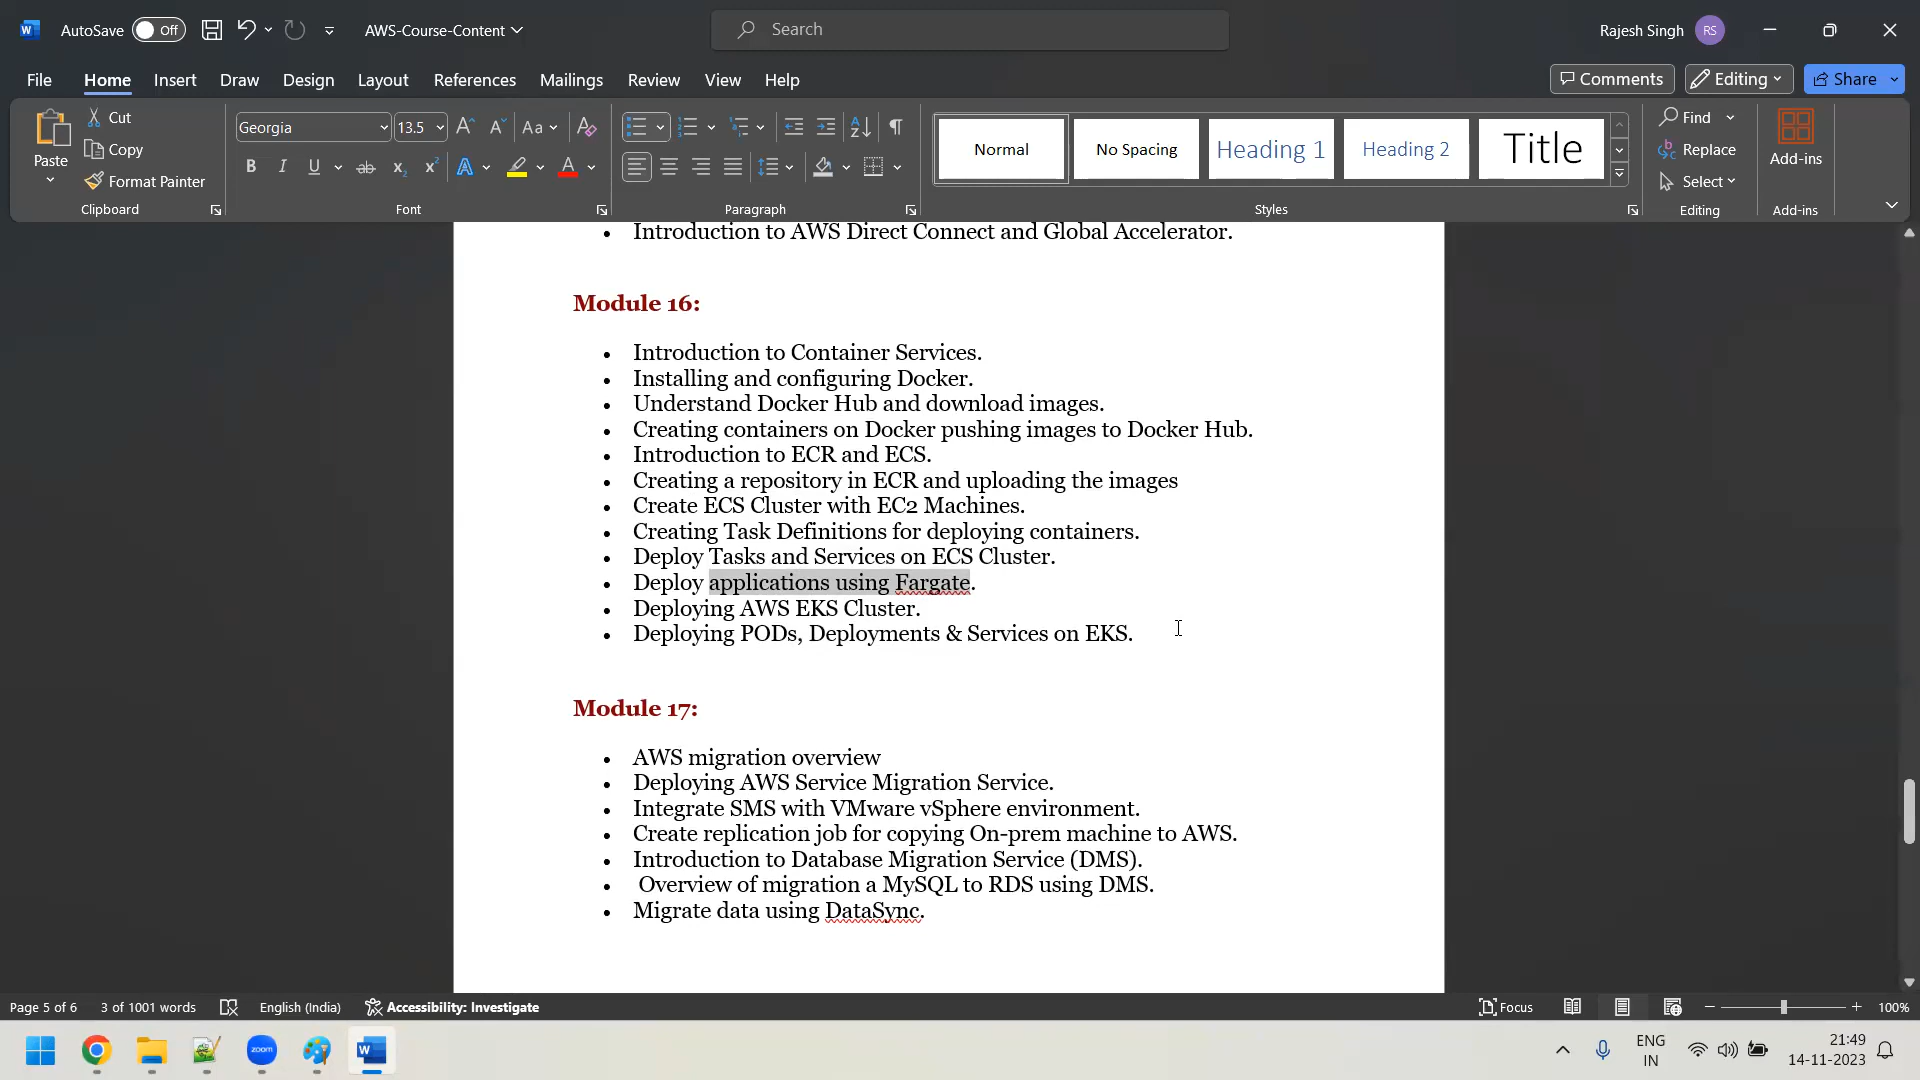 AutoSave Off AWS-Course-Content Search Rajesh Singh RS
File Home Insert Draw Design Layout References Mailings Review View Help Comments Editing Share
Paste Cut Copy Format Painter
Georgia 13.5
Normal No Spacing Heading 1 Heading 2 Title
Find Replace Select
Add-ins
Clipboard Font Paragraph Styles Editing Add-ins
• Introduction to AWS Direct Connect and Global Accelerator.
Module 16:
• Introduction to Container Services.
• Installing and configuring Docker.
• Understand Docker Hub and download images.
• Creating containers on Docker pushing images to Docker Hub.
• Introduction to ECR and ECS.
• Creating a repository in ECR and uploading the images
• Create ECS Cluster with EC2 Machines.
• Creating Task Definitions for deploying containers.
• Deploy Tasks and Services on ECS Cluster.
• Deploy applications using Fargate.
• Deploying AWS EKS Cluster.
• Deploying PODs, Deployments & Services on EKS.
Module 17:
• AWS migration overview
• Deploying AWS Service Migration Service.
• Integrate SMS with VMware vSphere environment.
• Create replication job for copying On-prem machine to AWS.
• Introduction to Database Migration Service (DMS).
• Overview of migration a MySQL to RDS using DMS.
• Migrate data using DataSync.
Page 5 of 6 3 of 1001 words English (India) Accessibility: Investigate Focus 100%
zoom ENG 21:49
IN 14-11-2023